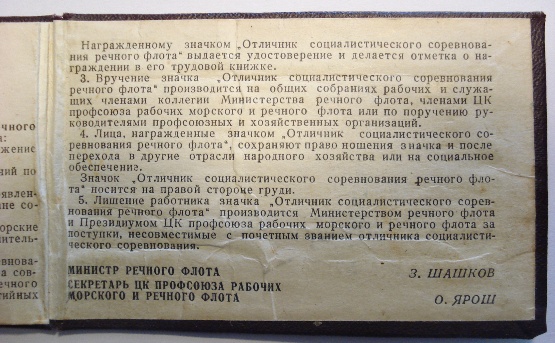 Награжденному значком „Отличник социалистического соревнова-
ния речного флота“ выдается удостоверение и делается отметка о
награждении в его трудовой книжке.
3. Вручение значка „Отличник социалистического соревнования
речного флота“ производится на общих собраниях рабочих и служа-
щих членами коллегии Министерства речного флота, членами ЦК
профсоюза рабочих морского и речного флота или по поручению ру-
ководителями профсоюзных и хозяйственных организаций.
4. Лица, награжденные значком „Отличник социалистического со-
ревнования речного флота“, сохраняют право ношения значка и после
перехода в другие отрасли народного хозяйства или на социальное
обеспечение.
Значок „Отличник социалистического соревнования речного фло-
та“ носится на правой стороне груди.
5. Лишение работника значка „Отличник социалистического сорев-
нования речного флота“ производится Министерством речного флота
и Президиумом ЦК профсоюза рабочих морского и речного флота за
поступки, несовместимые с почетным званием отличника социалисти-
ческого соревнования.
МИНИСТР РЕЧНОГО ФЛОТА З. ШАШКОВ
СЕКРЕТАРЬ ЦК ПРОФСОЮЗА РАБОЧИХ
МОРСКОГО И РЕЧНОГО ФЛОТА О. ЯРОШ